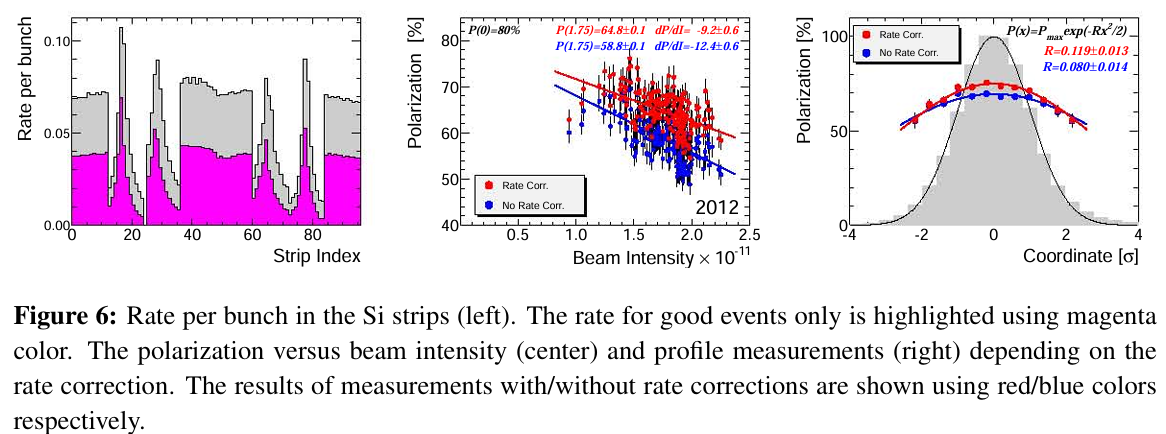 Rate per bunch
0.10
0.05
0.00
0 20 40 60 80
Strip Index
Polarization [%]
80
70
60
50
40
P(0)=80%
P(1.75)=64.8±0.1 dP/dI= -9.2±0.6
P(1.75)=58.8±0.1 dP/dI=-12.4±0.6
Rate Corr.
No Rate Corr.
2012
0.5 1.0 1.5 2.0 2.5
Beam Intensity × 10⁻¹¹
Polarization [%]
100
50
0
Rate Corr.
No Rate Corr.
P(x)=Pmaxexp(-Rx²/2)
R=0.119±0.013
R=0.080±0.014
-4 -2 0 2 4
Coordinate [σ]
Figure 6: Rate per bunch in the Si strips (left). The rate for good events only is highlighted using magenta
color. The polarization versus beam intensity (center) and profile measurements (right) depending on the
rate correction. The results of measurements with/without rate corrections are shown using red/blue colors
respectively.